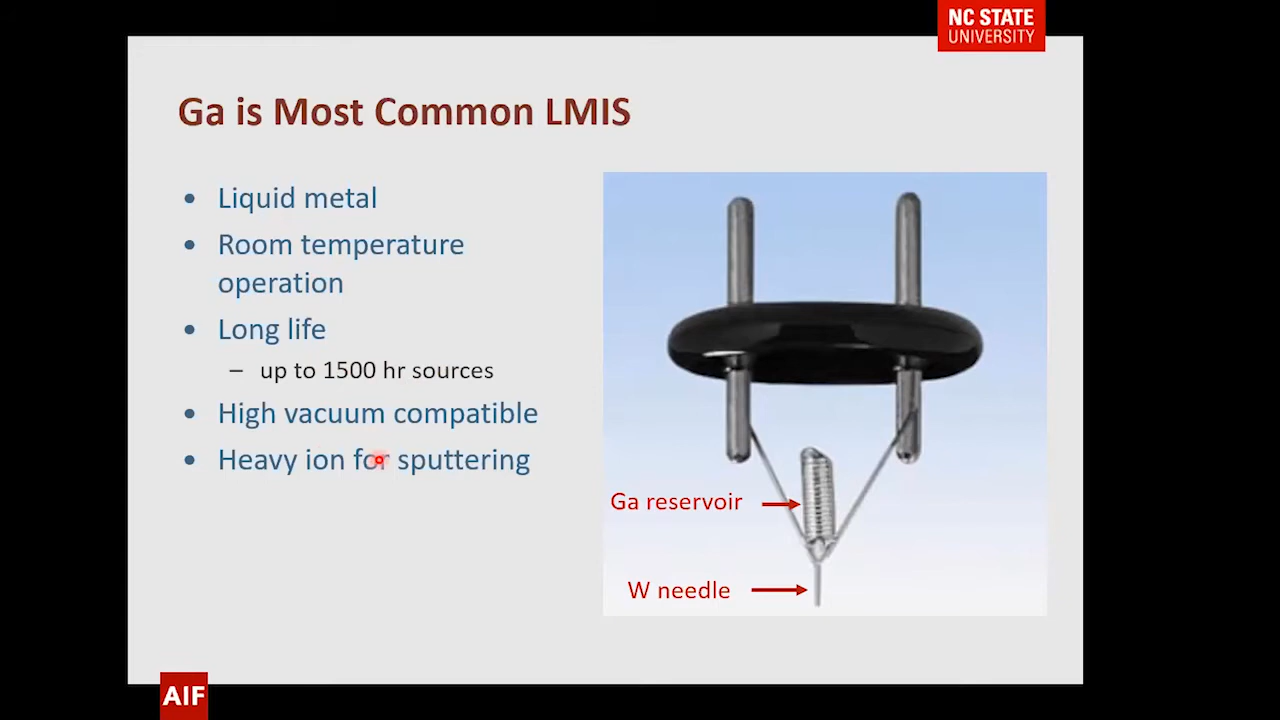 NC STATE
UNIVERSITY
Ga is Most Common LMIS
• Liquid metal
• Room temperature
operation
• Long life
– up to 1500 hr sources
• High vacuum compatible
• Heavy ion for sputtering
Ga reservoir
W needle
AIF